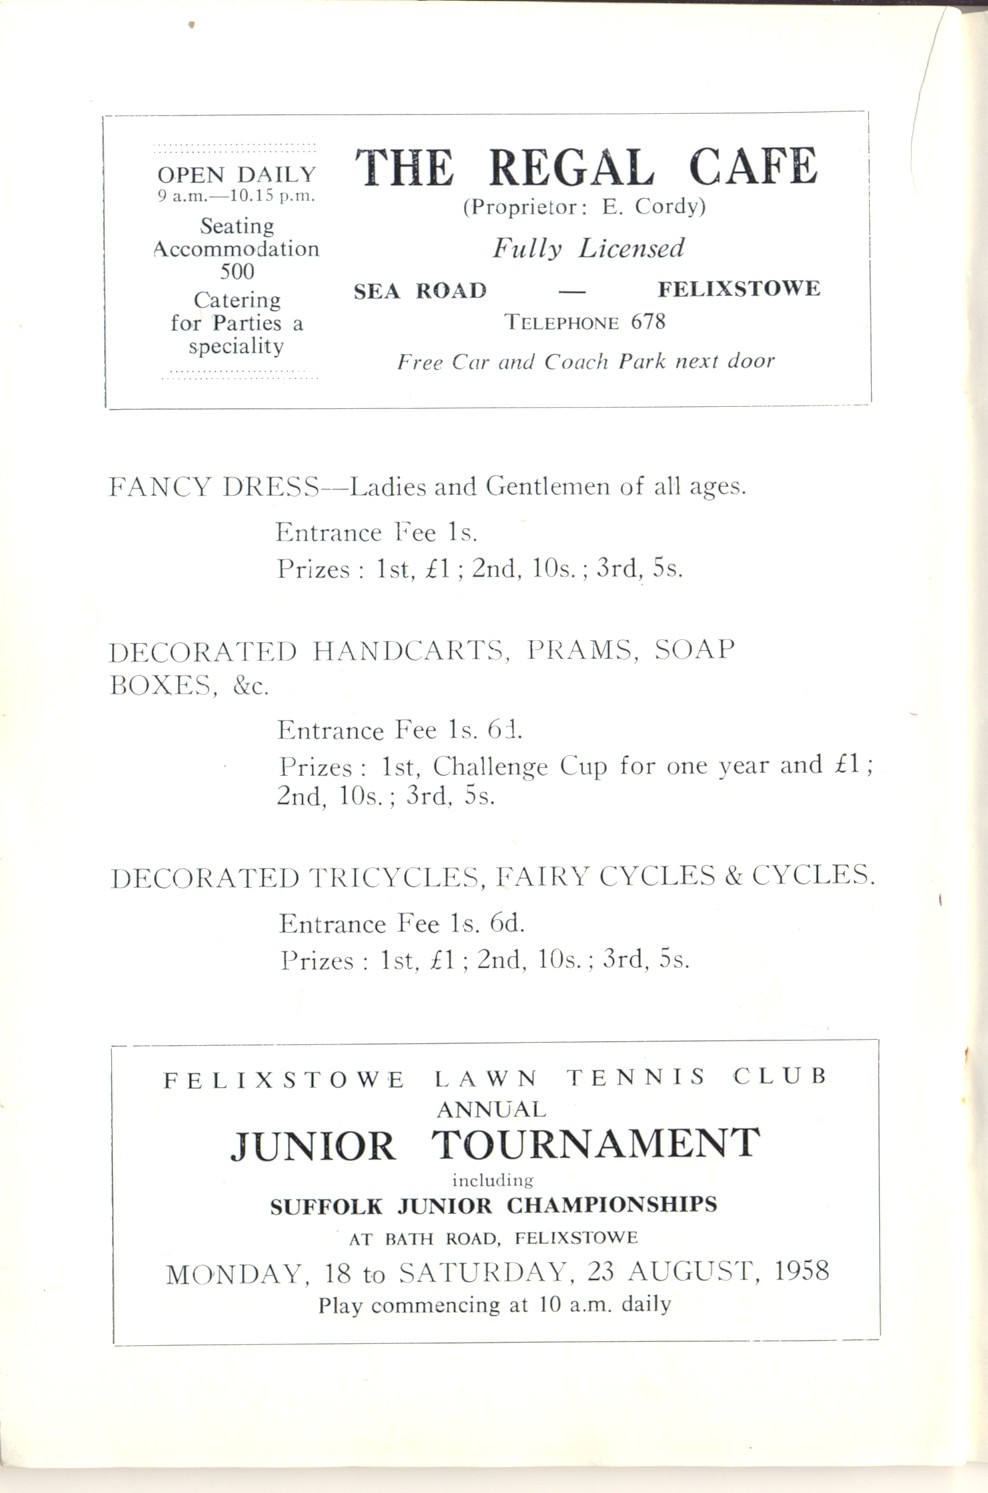 OPEN DAILY
9 a.m.—10.15 p.m.
Seating
Accommodation
500
Catering
for Parties a
speciality
THE REGAL CAFE
(Proprietor: E. Cordy)
Fully Licensed
SEA ROAD — FELIXSTOWE
TELEPHONE 678
Free Car and Coach Park next door
FANCY DRESS—Ladies and Gentlemen of all ages.
Entrance Fee 1s.
Prizes : 1st, £1 ; 2nd, 10s. ; 3rd, 5s.
DECORATED HANDCARTS, PRAMS, SOAP
BOXES, &c.
Entrance Fee 1s. 6d.
Prizes : 1st, Challenge Cup for one year and £1 ;
2nd, 10s. ; 3rd, 5s.
DECORATED TRICYCLES, FAIRY CYCLES & CYCLES.
Entrance Fee 1s. 6d.
Prizes : 1st, £1 ; 2nd, 10s. ; 3rd, 5s.
FELIXSTOWE LAWN TENNIS CLUB
ANNUAL
JUNIOR TOURNAMENT
including
SUFFOLK JUNIOR CHAMPIONSHIPS
AT BATH ROAD, FELIXSTOWE
MONDAY, 18 to SATURDAY, 23 AUGUST, 1958
Play commencing at 10 a.m. daily